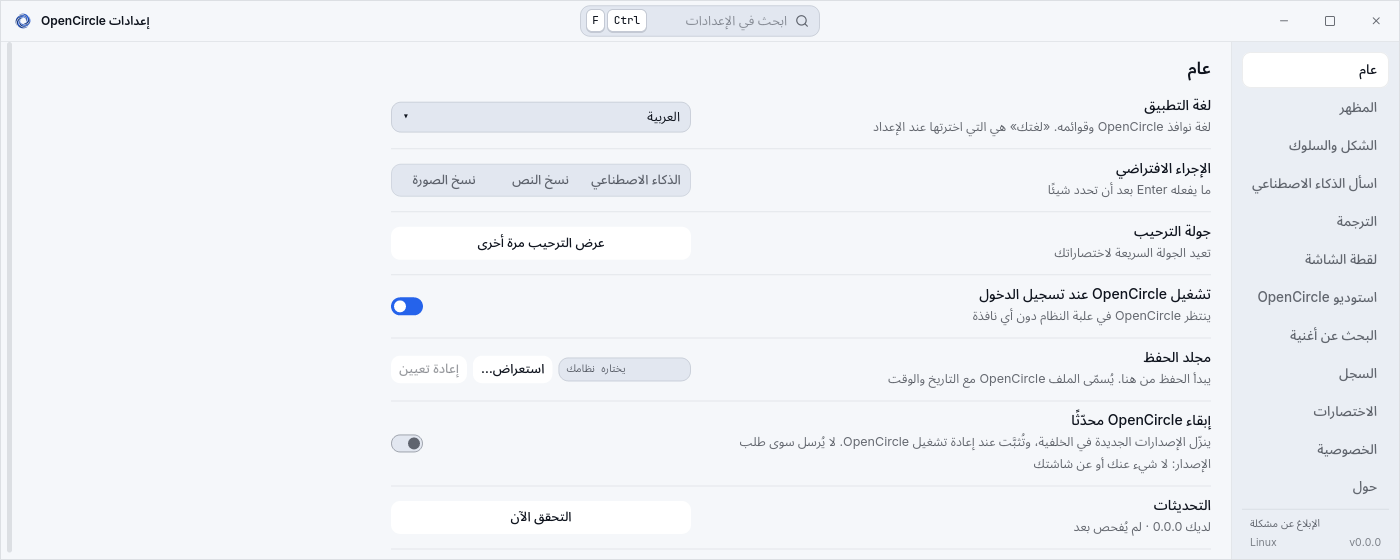 إعدادات OpenCircle
ابحث في الإعدادات
Ctrl F
عام
المظهر
الشكل والسلوك
اسأل الذكاء الاصطناعي
الترجمة
لقطة الشاشة
استوديو OpenCircle
البحث عن أغنية
السجل
الاختصارات
الخصوصية
حول
الإبلاغ عن مشكلة
v0.0.0 Linux
عام
لغة التطبيق
لغة نوافذ OpenCircle وقوائمه. «لغتك» هي التي اخترتها عند الإعداد
العربية
الإجراء الافتراضي
ما يفعله Enter بعد أن تحدد شيئًا
الذكاء الاصطناعي نسخ النص نسخ الصورة
جولة الترحيب
تعيد الجولة السريعة لاختصاراتك
عرض الترحيب مرة أخرى
تشغيل OpenCircle عند تسجيل الدخول
ينتظر OpenCircle في علبة النظام دون أي نافذة
مجلد الحفظ
يبدأ الحفظ من هنا. يُسمّى الملف OpenCircle مع التاريخ والوقت
يختاره نظامك استعراض... إعادة تعيين
إبقاء OpenCircle محدّثًا
ينزّل الإصدارات الجديدة في الخلفية، وتُثبَّت عند إعادة تشغيل OpenCircle. لا يُرسل سوى طلب
الإصدار: لا شيء عنك أو عن شاشتك
التحديثات
لديك 0.0.0 · لم يُفحص بعد
التحقق الآن